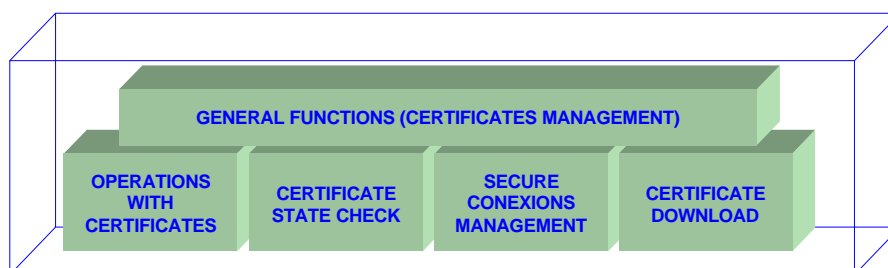 GENERAL FUNCTIONS (CERTIFICATES MANAGEMENT)
OPERATIONS
WITH
CERTIFICATES
CERTIFICATE
STATE CHECK
SECURE
CONEXIONS
MANAGEMENT
CERTIFICATE
DOWNLOAD